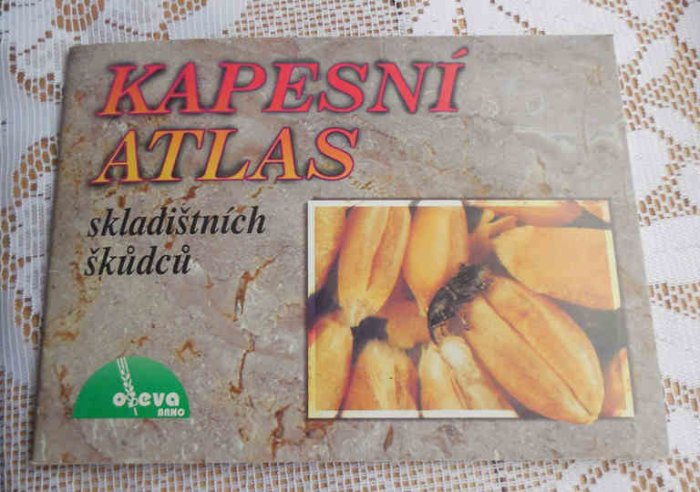 KAPESNÍ
ATLAS
skladištních
škůdců
oseva
BRNO